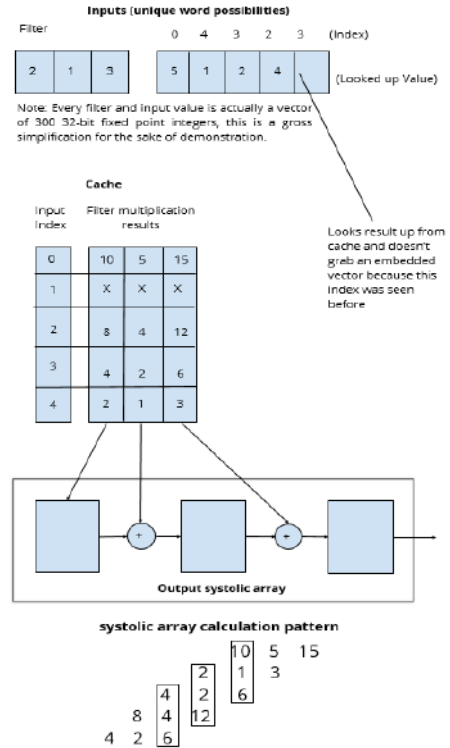 Inputs (unique word possibilities)
Filter
0 4 3 2 3 (Index)
2 1 3
5 1 2 4
(Looked up Value)
Note: Every filter and input value is actually a vector
of 300 32-bit fixed point integers, this is a gross
simplification for the sake of demonstration.
Cache
Input
Index
Filter multiplication
results
Looks result up from
cache and doesn't
grab an embedded
vector because this
index was seen
before
0 10 5 15
1 X X X
2 8 4 12
3 4 2 6
4 2 1 3
+ +
Output systolic array
systolic array calculation pattern
10 5 15
2 1 3
4 2 6
8 4 12
4 2 6